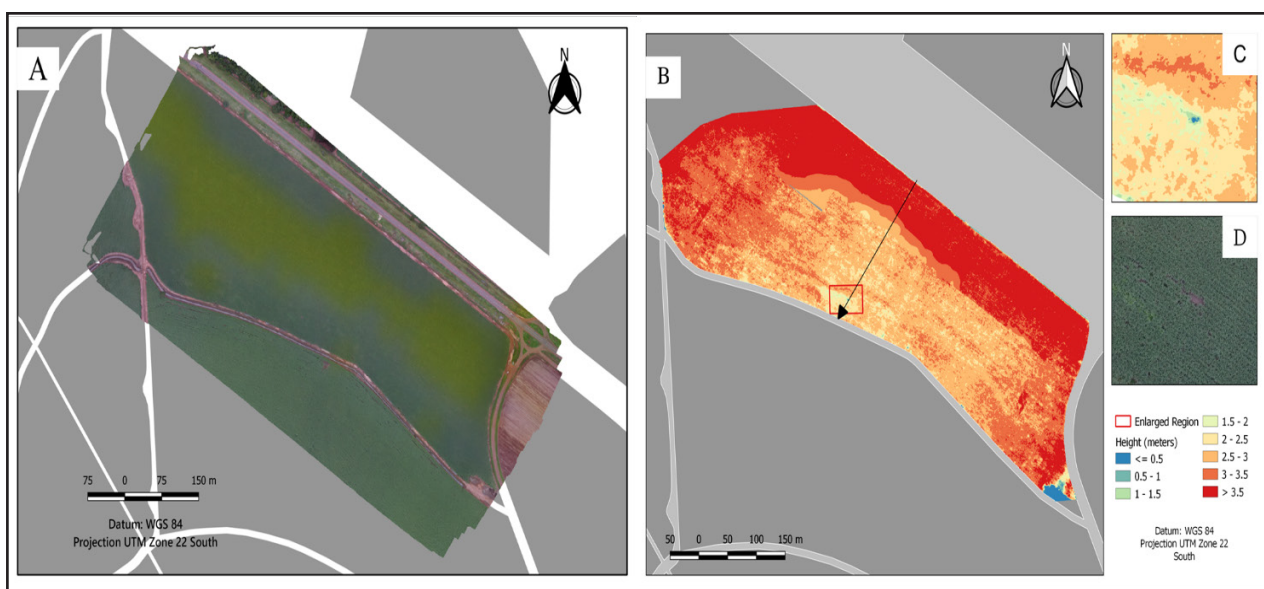 A
N
75 0 75 150 m
Datum: WGS 84
Projection UTM Zone 22 South
B
N
50 0 50 100 150 m
C
D
Enlarged Region
Height (meters)
<= 0.5
0.5 - 1
1 - 1.5
1.5 - 2
2 - 2.5
2.5 - 3
3 - 3.5
> 3.5
Datum: WGS 84
Projection UTM Zone 22
South